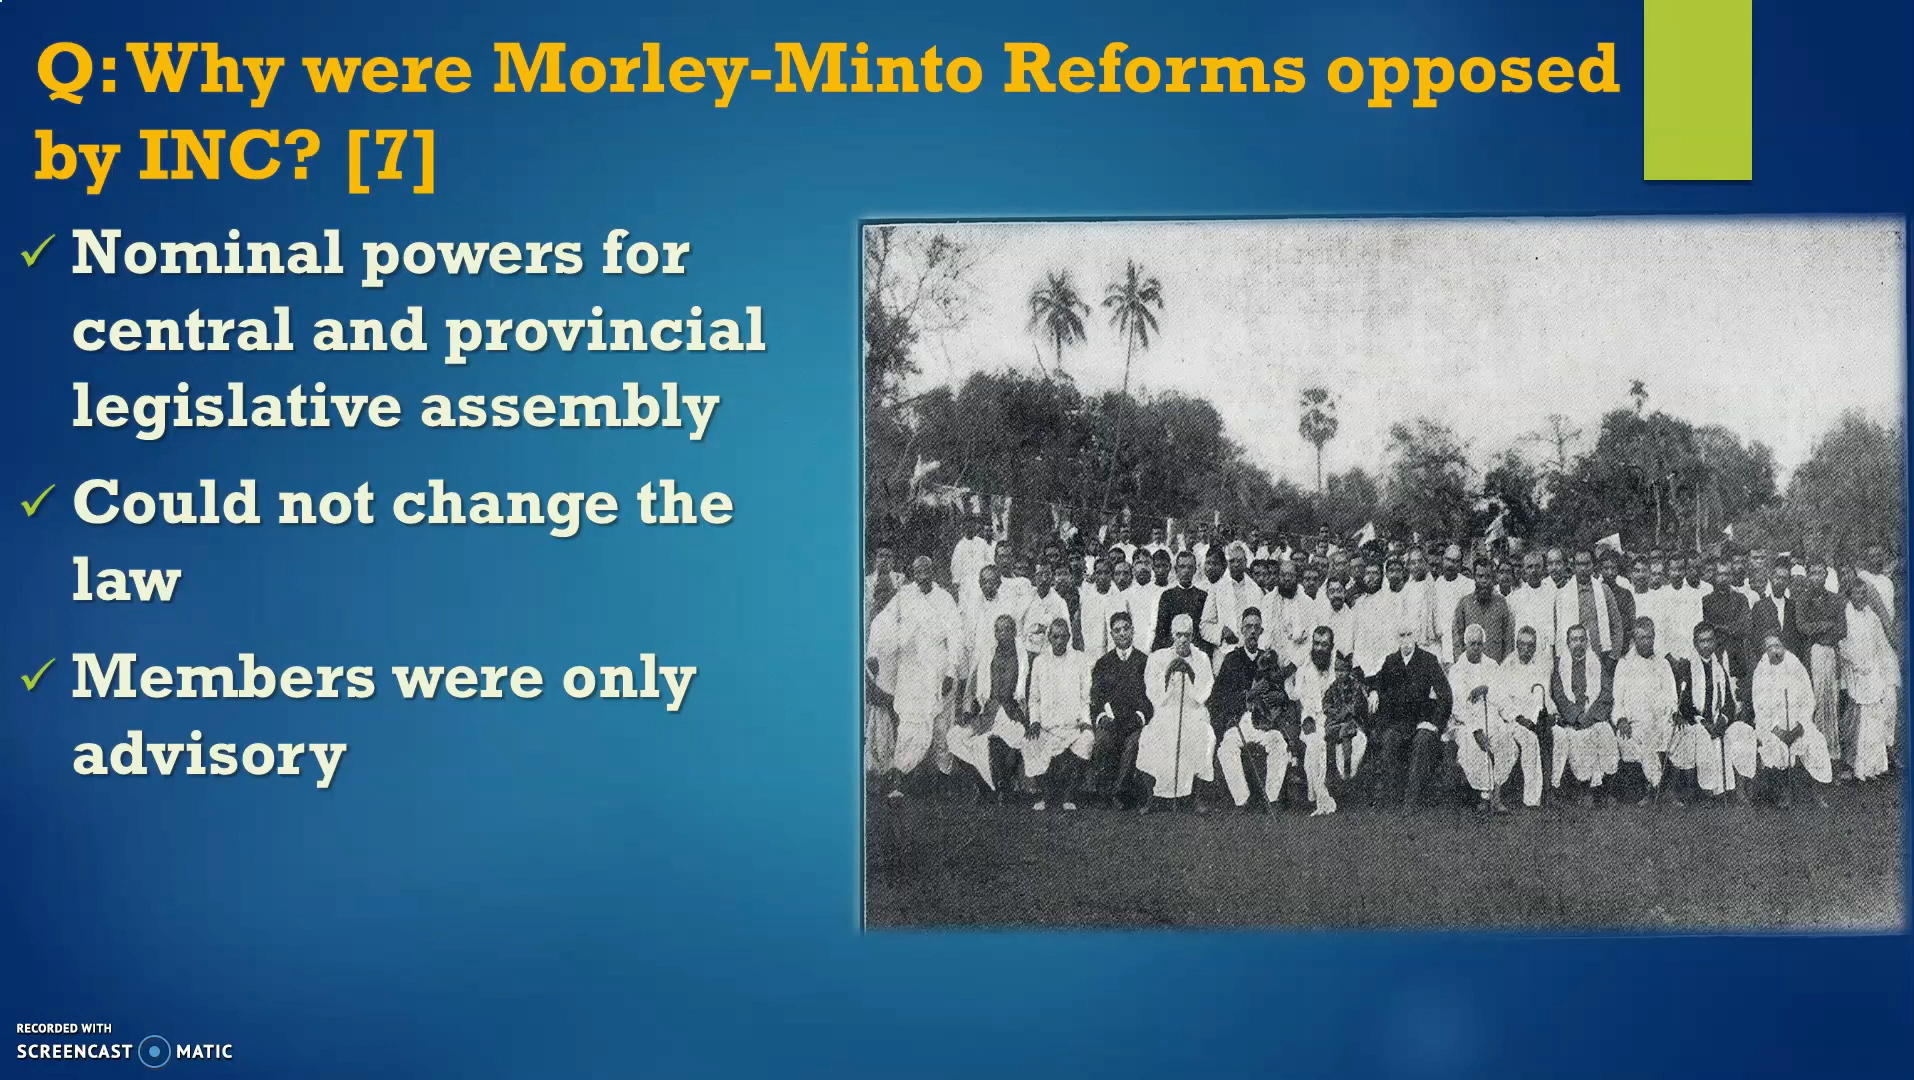 Q: Why were Morley-Minto Reforms opposed
by INC? [7]
✓ Nominal powers for
central and provincial
legislative assembly
✓ Could not change the
law
✓ Members were only
advisory
RECORDED WITH
SCREENCAST MATIC